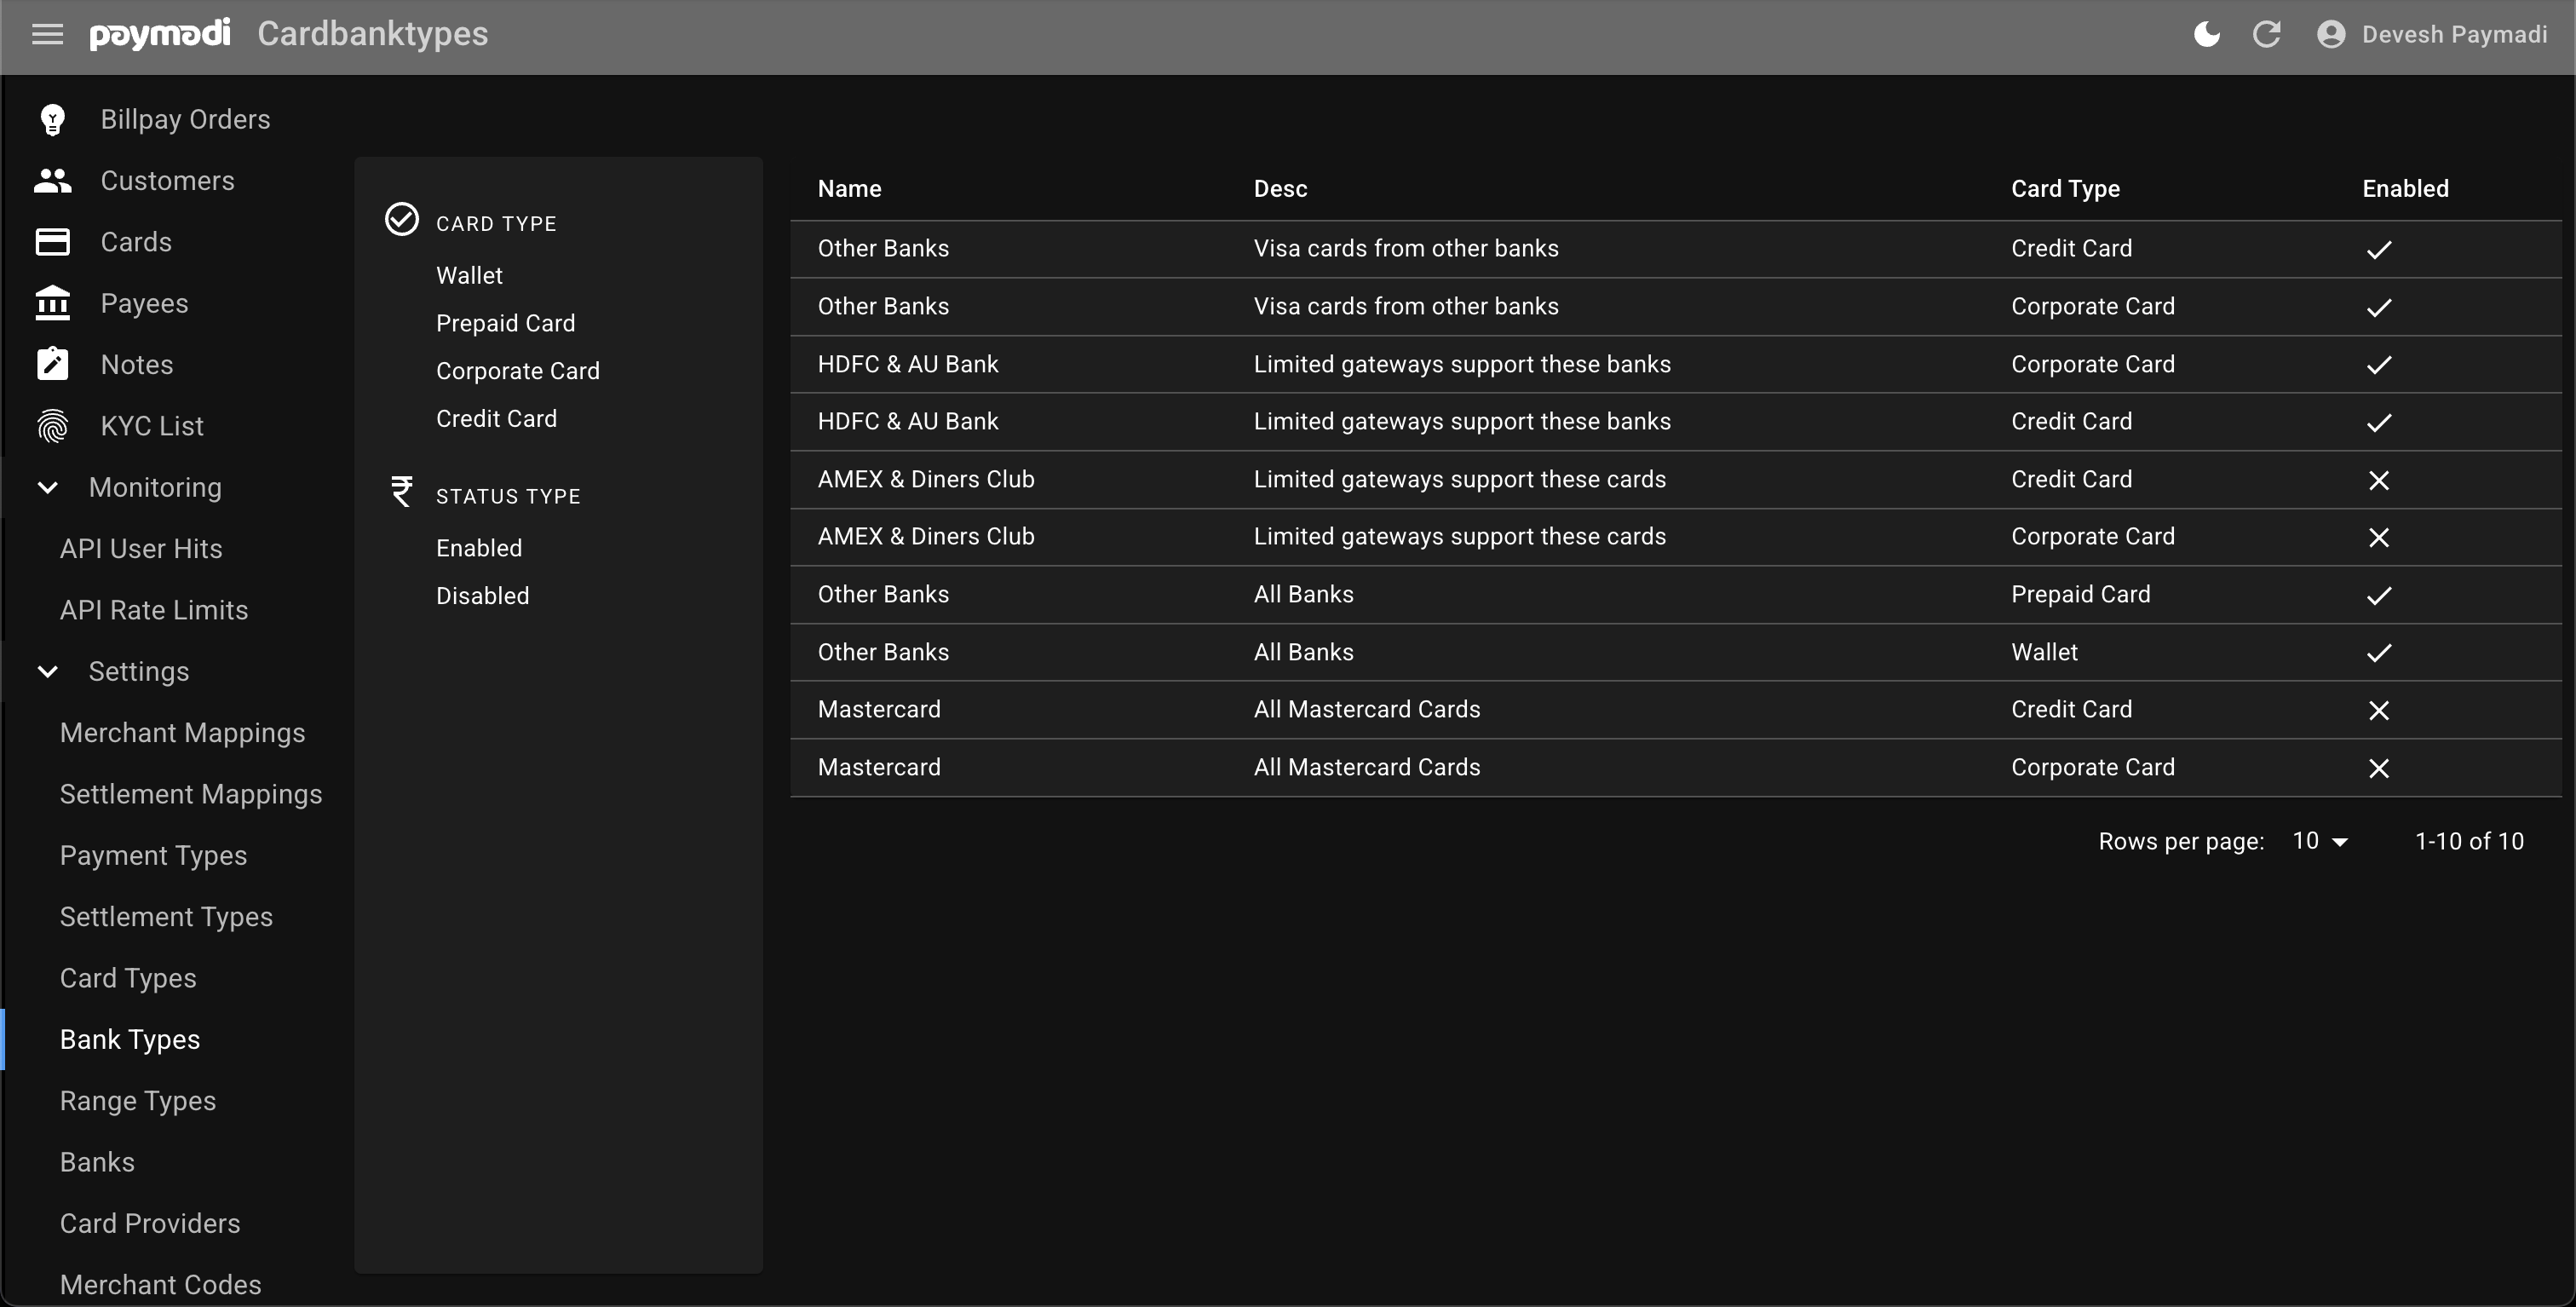 paymadi Cardbanktypes Devesh Paymadi
Billpay Orders
Customers
Cards
Payees
Notes
KYC List
Monitoring
API User Hits
API Rate Limits
Settings
Merchant Mappings
Settlement Mappings
Payment Types
Settlement Types
Card Types
Bank Types
Range Types
Banks
Card Providers
Merchant Codes
CARD TYPE
Wallet
Prepaid Card
Corporate Card
Credit Card
₹ STATUS TYPE
Enabled
Disabled
Name Desc Card Type Enabled
Other Banks Visa cards from other banks Credit Card
Other Banks Visa cards from other banks Corporate Card
HDFC & AU Bank Limited gateways support these banks Corporate Card
HDFC & AU Bank Limited gateways support these banks Credit Card
AMEX & Diners Club Limited gateways support these cards Credit Card
AMEX & Diners Club Limited gateways support these cards Corporate Card
Other Banks All Banks Prepaid Card
Other Banks All Banks Wallet
Mastercard All Mastercard Cards Credit Card
Mastercard All Mastercard Cards Corporate Card
Rows per page: 10 1-10 of 10